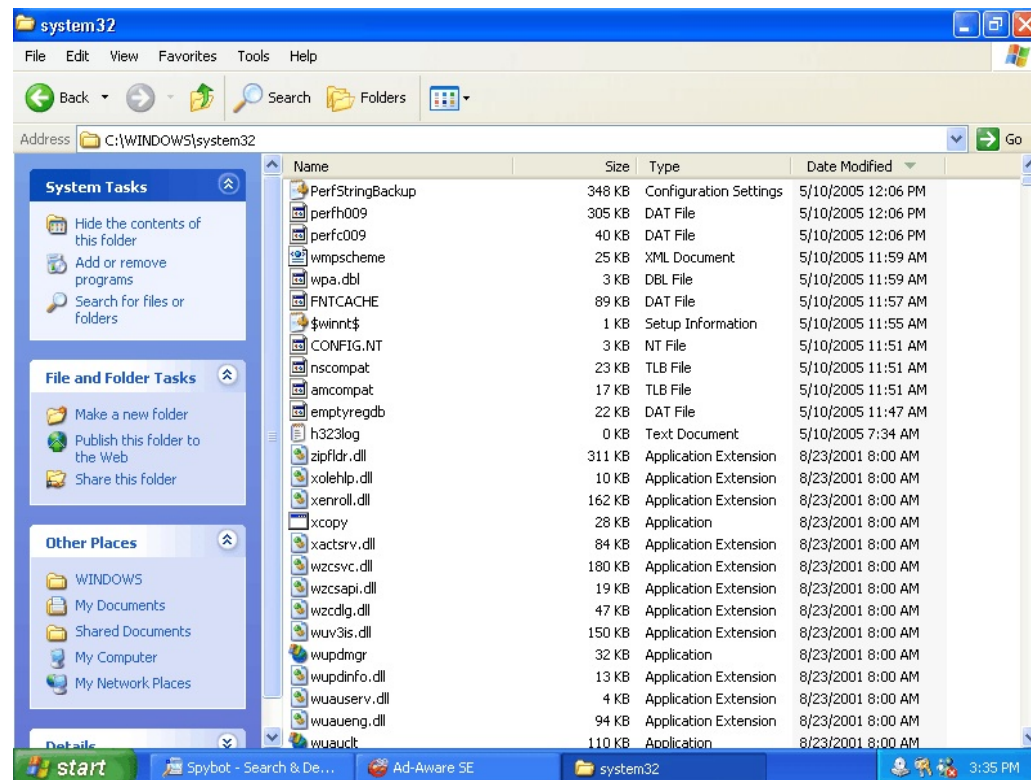 system32
File Edit View Favorites Tools Help
Back Search Folders
Address C:\WINDOWS\system32 Go
System Tasks
Hide the contents of
this folder
Add or remove
programs
Search for files or
folders
File and Folder Tasks
Make a new folder
Publish this folder to
the Web
Share this folder
Other Places
WINDOWS
My Documents
Shared Documents
My Computer
My Network Places
Details
Name Size Type Date Modified
PerfStringBackup 348 KB Configuration Settings 5/10/2005 12:06 PM
perfh009 305 KB DAT File 5/10/2005 12:06 PM
perfc009 40 KB DAT File 5/10/2005 12:06 PM
wmpscheme 25 KB XML Document 5/10/2005 11:59 AM
wpa.dbl 3 KB DBL File 5/10/2005 11:59 AM
FNTCACHE 89 KB DAT File 5/10/2005 11:57 AM
$winnt$ 1 KB Setup Information 5/10/2005 11:55 AM
CONFIG.NT 3 KB NT File 5/10/2005 11:51 AM
nscompat 23 KB TLB File 5/10/2005 11:51 AM
amcompat 17 KB TLB File 5/10/2005 11:51 AM
emptyregdb 22 KB DAT File 5/10/2005 11:47 AM
h323log 0 KB Text Document 5/10/2005 7:34 AM
zipfldr.dll 311 KB Application Extension 8/23/2001 8:00 AM
xolehlp.dll 10 KB Application Extension 8/23/2001 8:00 AM
xenroll.dll 162 KB Application Extension 8/23/2001 8:00 AM
xcopy 28 KB Application 8/23/2001 8:00 AM
xactsrv.dll 84 KB Application Extension 8/23/2001 8:00 AM
wzcsvc.dll 180 KB Application Extension 8/23/2001 8:00 AM
wzcsapi.dll 19 KB Application Extension 8/23/2001 8:00 AM
wzcdlg.dll 47 KB Application Extension 8/23/2001 8:00 AM
wuv3is.dll 150 KB Application Extension 8/23/2001 8:00 AM
wupdmgr 32 KB Application 8/23/2001 8:00 AM
wupdinfo.dll 13 KB Application Extension 8/23/2001 8:00 AM
wuauserv.dll 4 KB Application Extension 8/23/2001 8:00 AM
wuaueng.dll 94 KB Application Extension 8/23/2001 8:00 AM
wuauclt 110 KB Application 8/23/2001 8:00 AM
start Spybot - Search & De... Ad-Aware SE system32 3:35 PM